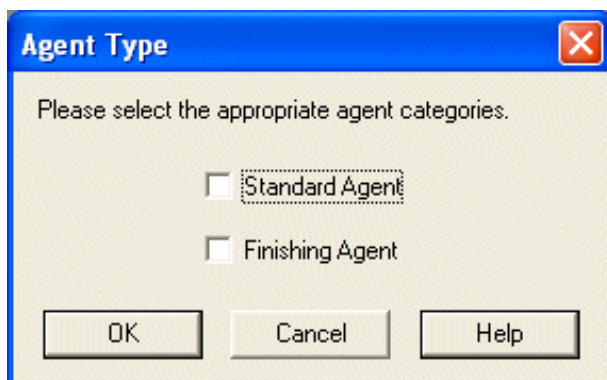 Agent Type
Please select the appropriate agent categories.
Standard Agent
Finishing Agent
OK Cancel Help